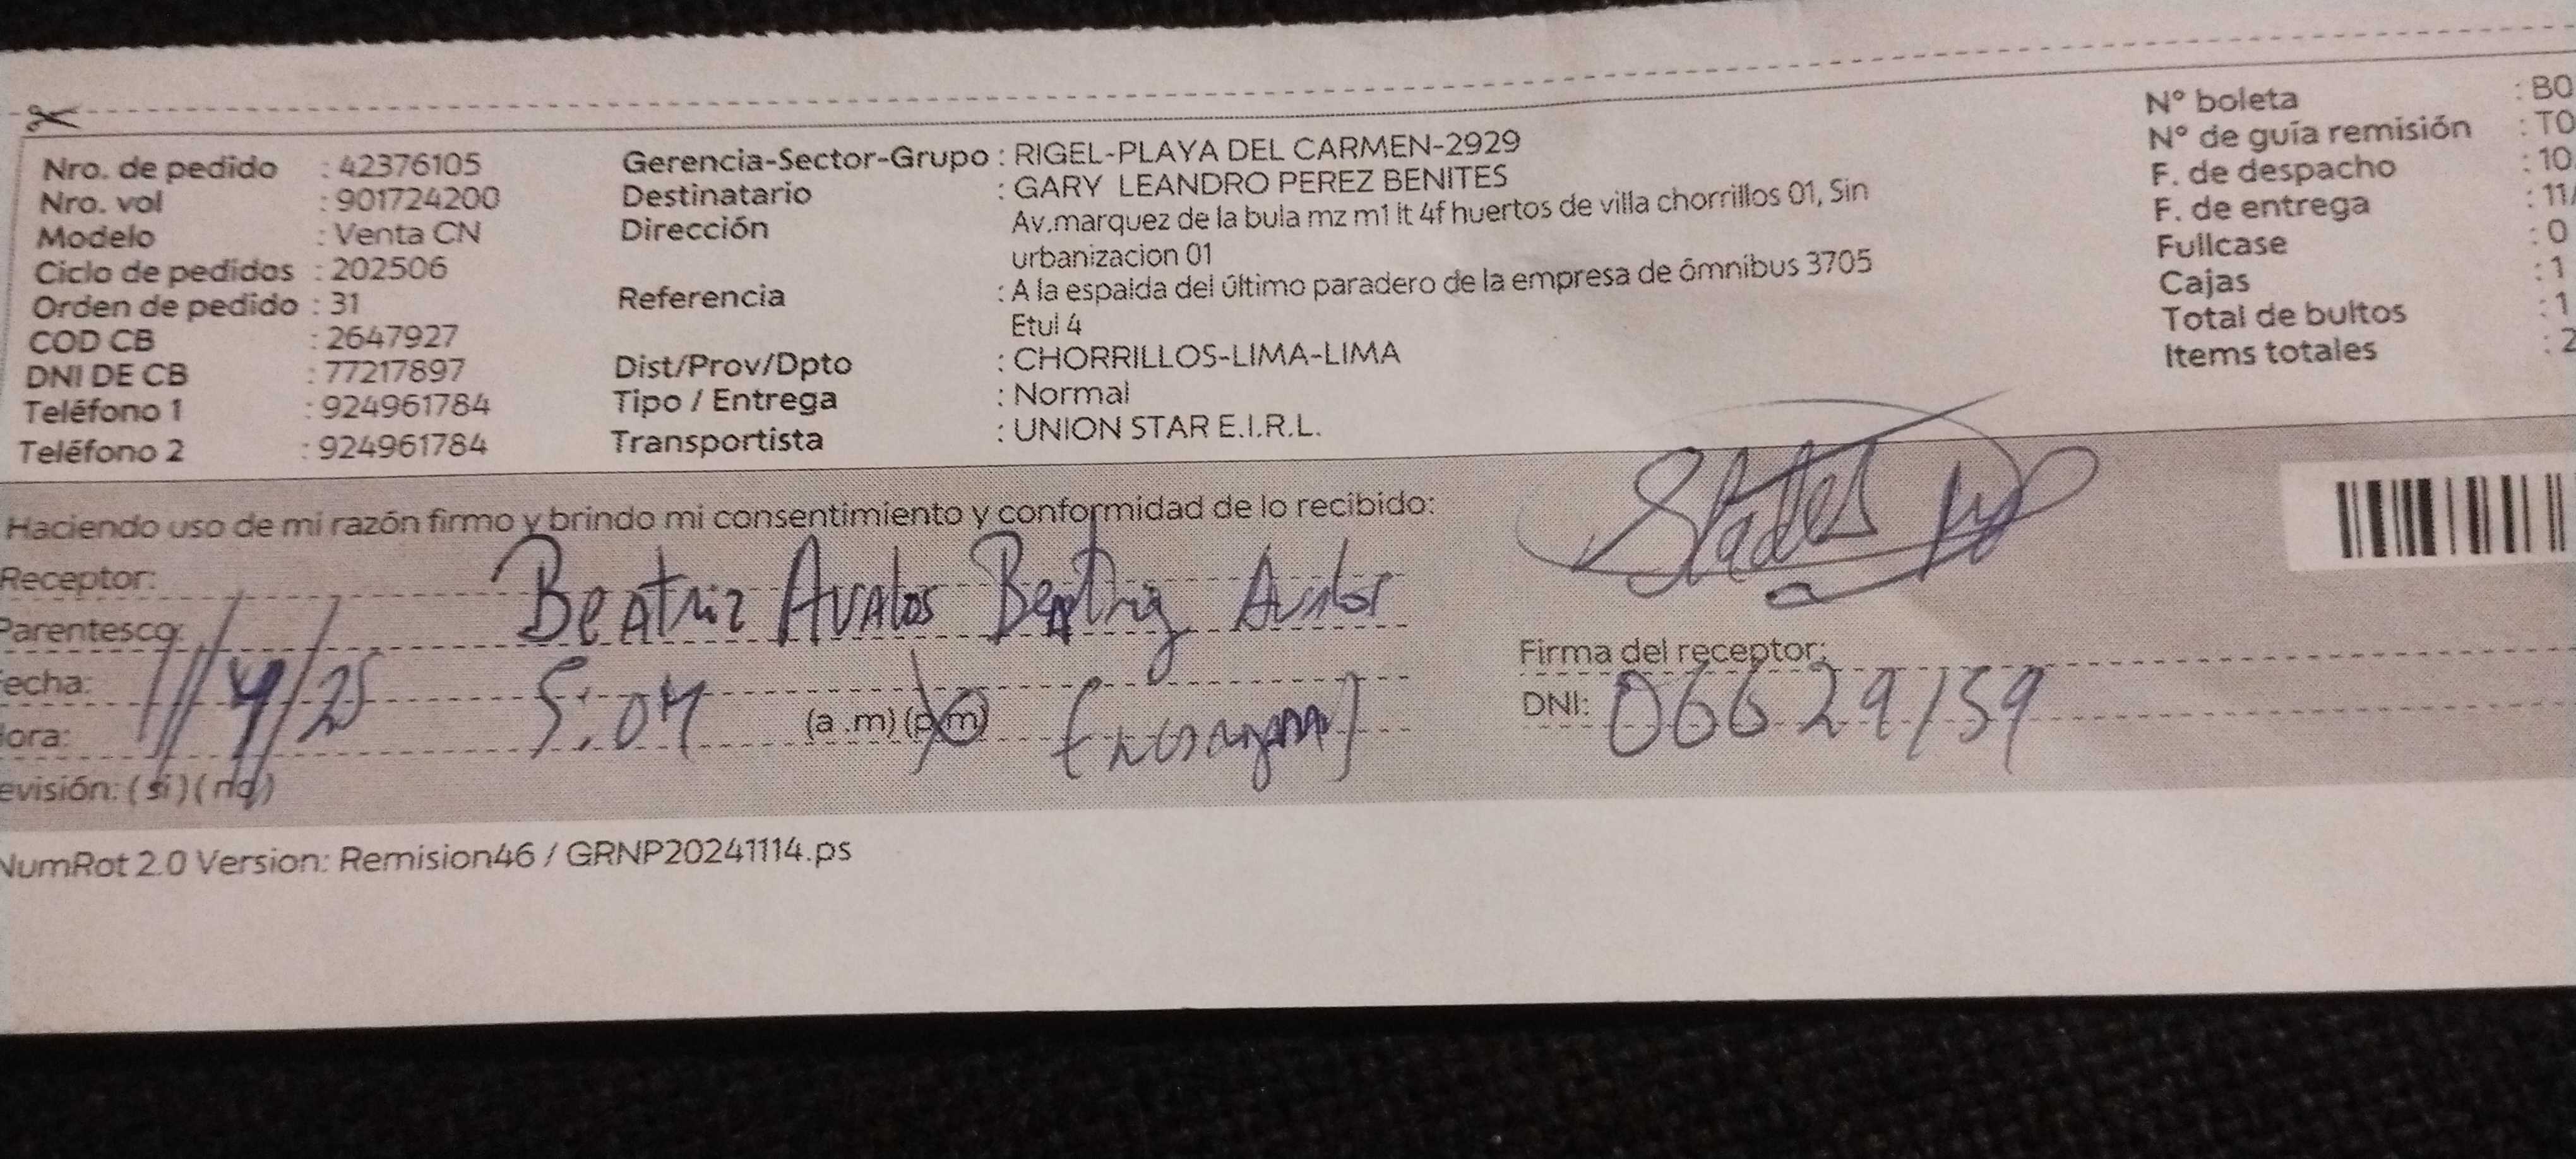 Nro. de pedido : 42376105
Nro. vol : 901724200
Modelo : Venta CN
Ciclo de pedidos : 202506
Orden de pedido : 31
COD CB : 2647927
DNI DE CB : 77217897
Teléfono 1 : 924961784
Teléfono 2 : 924961784
Gerencia-Sector-Grupo : RIGEL-PLAYA DEL CARMEN-2929
Destinatario : GARY LEANDRO PEREZ BENITES
Dirección Av.marquez de la bula mz m1 lt 4f huertos de villa chorrillos 01, Sin
urbanizacion 01
Referencia : A la espalda del último paradero de la empresa de ómnibus 3705
Etul 4
Dist/Prov/Dpto : CHORRILLOS-LIMA-LIMA
Tipo / Entrega : Normal
Transportista : UNION STAR E.I.R.L.
N° boleta : B0
N° de guía remisión : T0
F. de despacho : 10
F. de entrega : 11/
Fullcase : 0
Cajas : 1
Total de bultos : 1
Items totales : 2
Haciendo uso de mi razón firmo y brindo mi consentimiento y conformidad de lo recibido:
Receptor: Beatriz Avalos Beatriz Avalos
Parentesco:
echa: 11/4/25
ora: 5:04 (a .m) (p.m)
evisión: ( si ) ( no )
Firma del receptor:
DNI: 06629159
NumRot 2.0 Version: Remision46 / GRNP20241114.ps